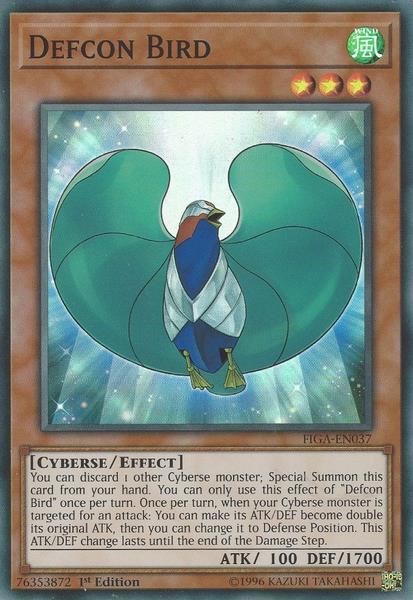 DEFCON BIRD
WIND
風
FIGA-EN037
[CYBERSE/EFFECT]
You can discard 1 other Cyberse monster; Special Summon this
card from your hand. You can only use this effect of "Defcon
Bird" once per turn. Once per turn, when your Cyberse monster is
targeted for an attack: You can make its ATK/DEF become double
its original ATK, then you can change it to Defense Position. This
ATK/DEF change lasts until the end of the Damage Step.
ATK/ 100 DEF/1700
76353872 1st Edition ©1996 KAZUKI TAKAHASHI